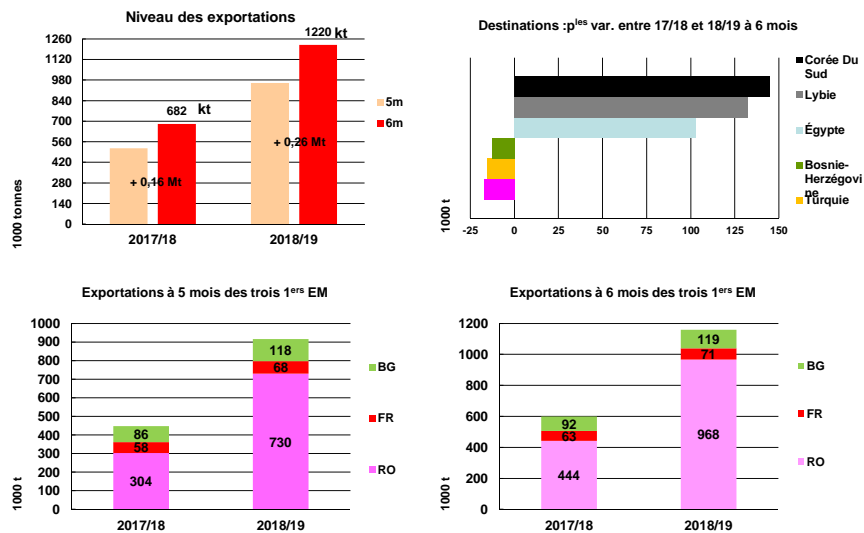 Niveau des exportations
1000 tonnes
1260
1120
980
840
700
560
420
280
140
0
682 kt
1220 kt
+ 0,16 Mt
+ 0,26 Mt
2017/18
2018/19
5m
6m
Destinations :ples var. entre 17/18 et 18/19 à 6 mois
1000 t
-25
0
25
50
75
100
125
150
Corée Du
Sud
Lybie
Égypte
Bosnie-
Herzégovi
ne
Turquie
Exportations à 5 mois des trois 1ers EM
1000 t
1000
900
800
700
600
500
400
300
200
100
0
86
58
304
118
68
730
2017/18
2018/19
BG
FR
RO
Exportations à 6 mois des trois 1ers EM
1000 t
1200
1000
800
600
400
200
0
92
63
444
119
71
968
2017/18
2018/19
BG
FR
RO